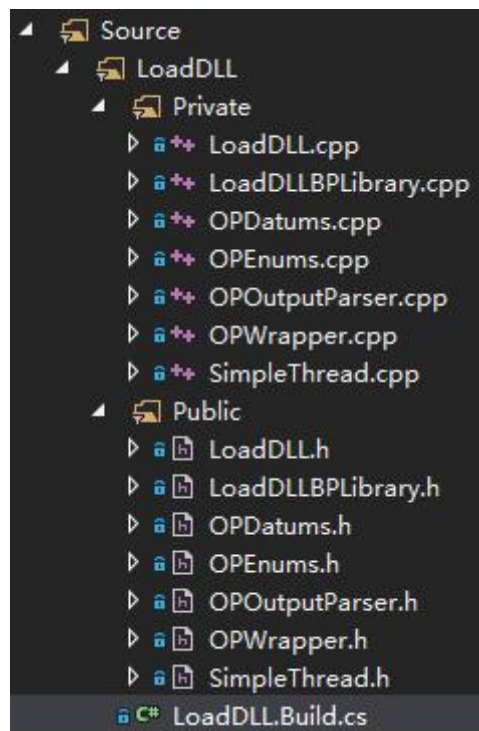 Source
LoadDLL
Private
LoadDLL.cpp
LoadDLLBPLibrary.cpp
OPDatums.cpp
OPEnums.cpp
OPOutputParser.cpp
OPWrapper.cpp
SimpleThread.cpp
Public
LoadDLL.h
LoadDLLBPLibrary.h
OPDatums.h
OPEnums.h
OPOutputParser.h
OPWrapper.h
SimpleThread.h
C# LoadDLL.Build.cs